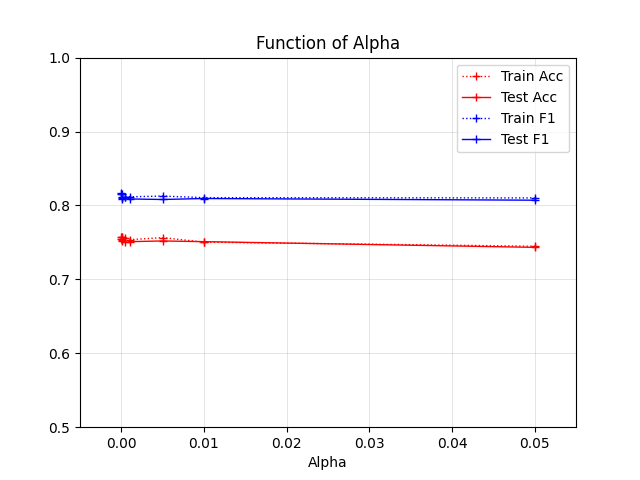 Function of Alpha
1.0
0.9
0.8
0.7
0.6
0.5
Train Acc
Test Acc
Train F1
Test F1
0.00 0.01 0.02 0.03 0.04 0.05
Alpha